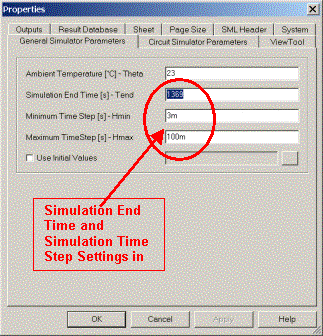 Properties
Outputs Result Database Sheet Page Size SML Header System
General Simulator Parameters Circuit Simulator Parameters ViewTool
Ambient Temperature [°C] - Theta 23
Simulation End Time [s] - Tend 1369
Minimum Time Step [s] - Hmin 3m
Maximum TimeStep [s] - Hmax 100m
Use Initial Values
Simulation End
Time and
Simulation Time
Step Settings in
OK Cancel Apply Help